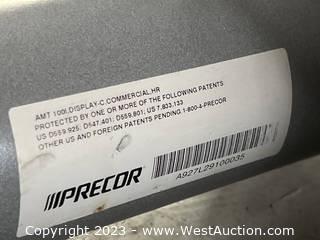 AMT 100I,DISPLAY-C,COMMERCIAL,HR
PROTECTED BY ONE OR MORE OF THE FOLLOWING PATENTS
US D559,925; D547,401; D559,801; US 7,833,133
OTHER US AND FOREIGN PATENTS PENDING.1-800-4-PRECOR
PRECOR
A927L29100035
Copyright 2023 - WestAuction.com